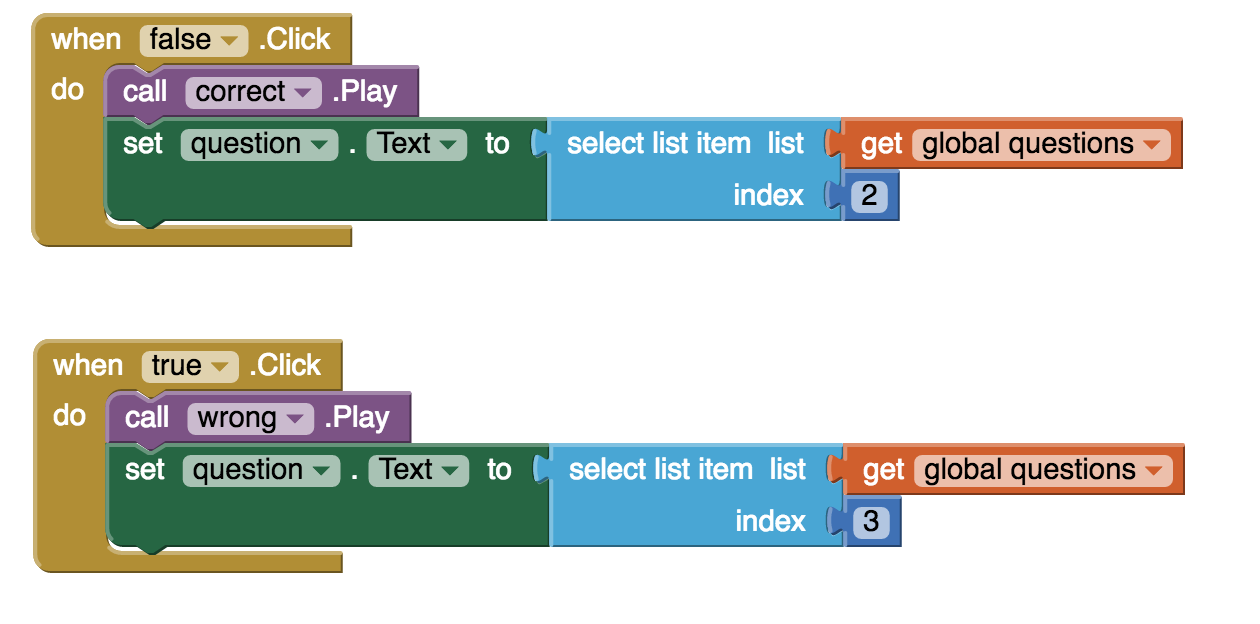 when false .Click
do call correct .Play
set question . Text to select list item list get global questions
index 2
when true .Click
do call wrong .Play
set question . Text to select list item list get global questions
index 3